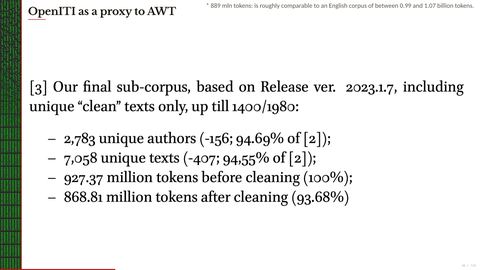 OpenITI as a proxy to AWT
* 889 mln tokens: is roughly comparable to an English corpus of between 0.99 and 1.07 billion tokens.
[3] Our final sub-corpus, based on Release ver. 2023.1.7, including
unique “clean” texts only, up till 1400/1980:
– 2,783 unique authors (-156; 94.69% of [2]);
– 7,058 unique texts (-407; 94,55% of [2]);
– 927.37 million tokens before cleaning (100%);
– 868.81 million tokens after cleaning (93.68%)